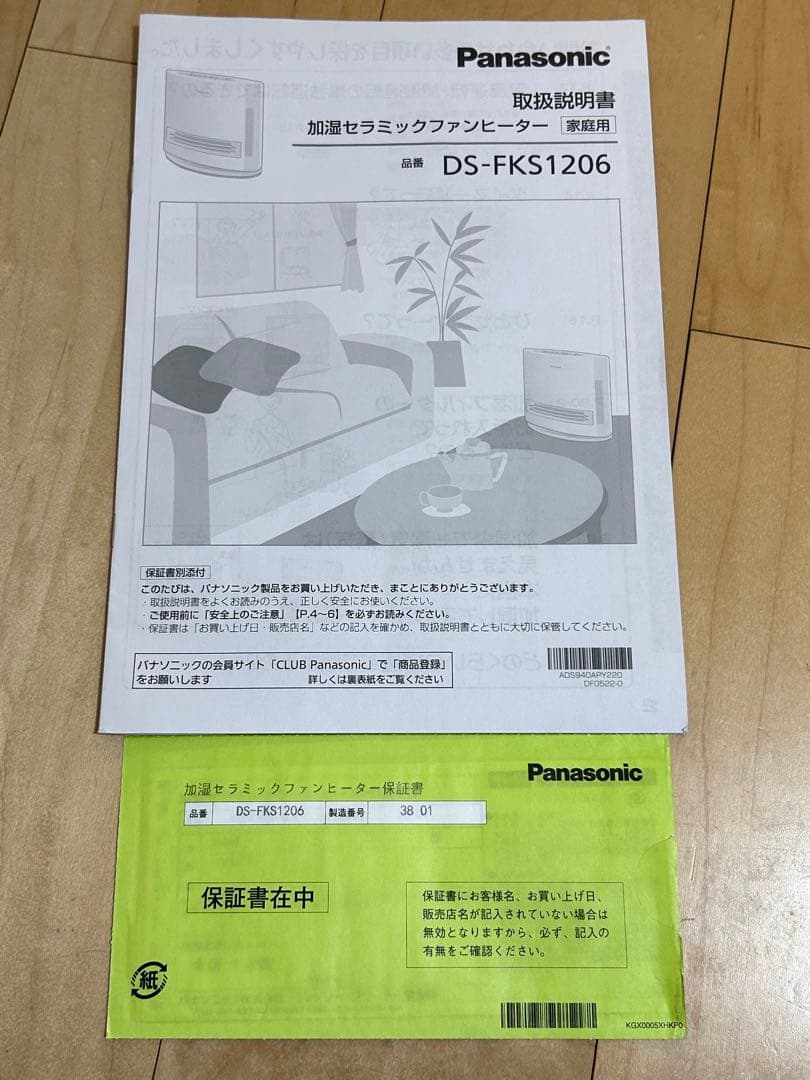 Panasonic
取扱説明書
加湿セラミックファンヒーター 家庭用
品番 DS-FKS1206
保証書別添付
このたびは、パナソニック製品をお買い上げいただき、まことにありがとうございます。
・取扱説明書をよくお読みのうえ、正しく安全にお使いください。
・ご使用前に「安全上のご注意」【P.4〜6】を必ずお読みください。
・保証書は「お買い上げ日・販売店名」などの記入を確かめ、取扱説明書とともに大切に保管してください。
パナソニックの会員サイト「CLUB Panasonic」で「商品登録」
をお願いします 詳しくは裏表紙をご覧ください
ADS940APY220
DF0522-0
Panasonic
加湿セラミックファンヒーター保証書
品番 DS-FKS1206 製造番号 38 01
保証書在中
保証書にお客様名、お買い上げ日、
販売店名が記入されていない場合は
無効となりますから、必ず、記入の
有無をご確認ください。
紙
KGX0005XHKP0